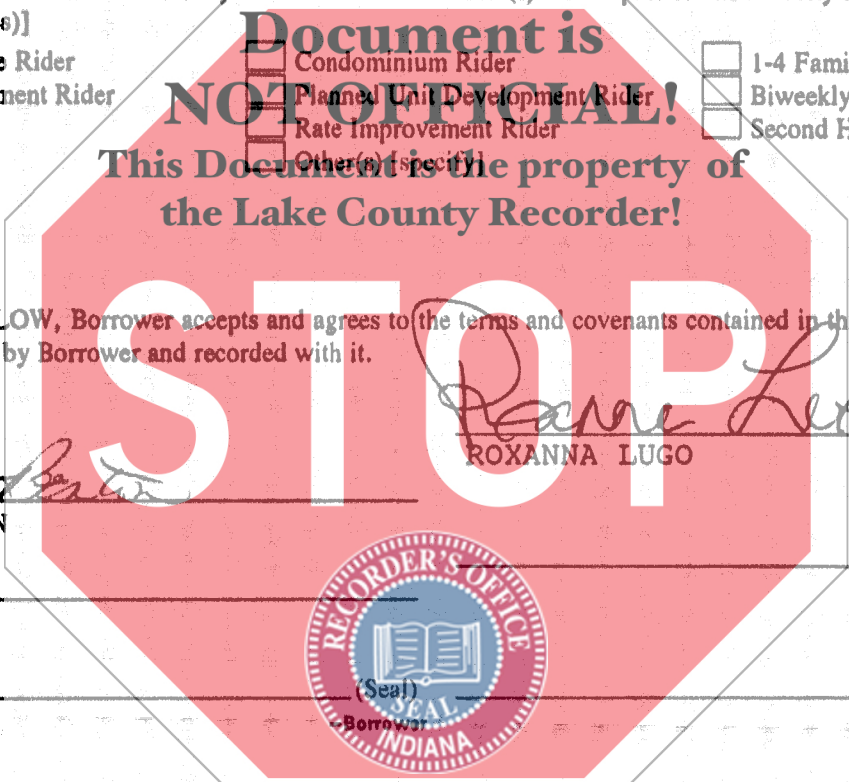 s)]
Document is
Rider
Condominium Rider
1-4 Fami
ment Rider
NOT OFFICIAL!
Planned Unit Development Rider
Biweekly
Rate Improvement Rider
Second H
Other(s) [specify]
This Document is the property of
the Lake County Recorder!
STOP
LOW, Borrower accepts and agrees to the terms and covenants contained in th
by Borrower and recorded with it.
ROXANNA LUGO
RECORDER'S OFFICE
(Seal)
SEAL
-Borrower
INDIANA